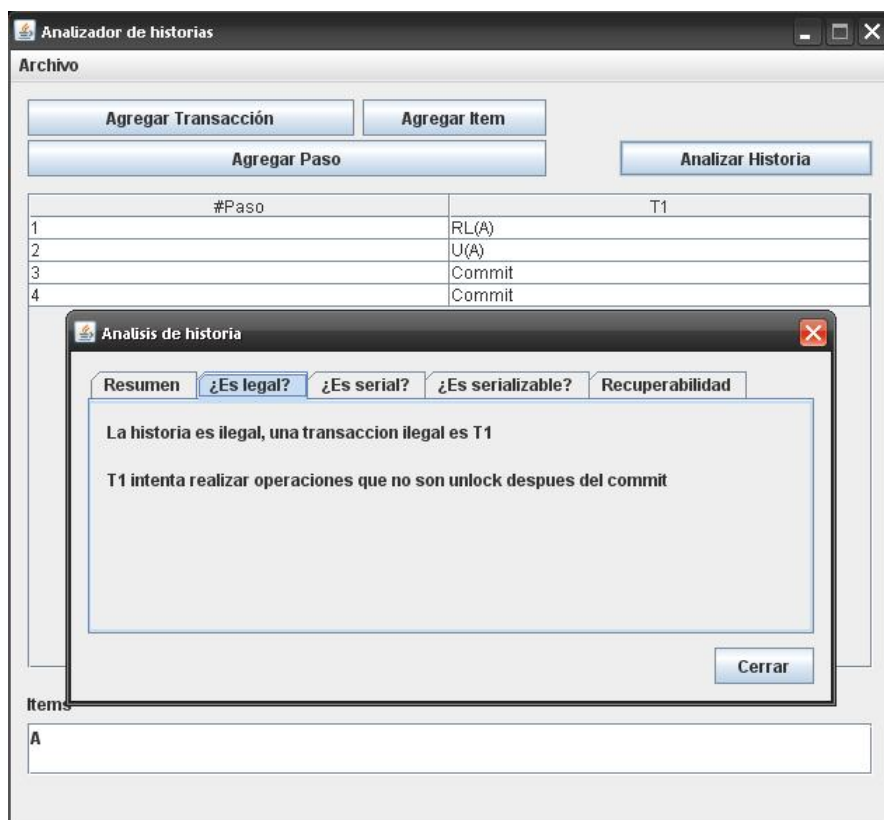 Analizador de historias
Archivo
Agregar Transacción Agregar Item
Agregar Paso Analizar Historia
#Paso T1
1 RL(A)
2 U(A)
3 Commit
4 Commit
Analisis de historia
Resumen ¿Es legal? ¿Es serial? ¿Es serializable? Recuperabilidad
La historia es ilegal, una transaccion ilegal es T1
T1 intenta realizar operaciones que no son unlock despues del commit
Cerrar
Items
A